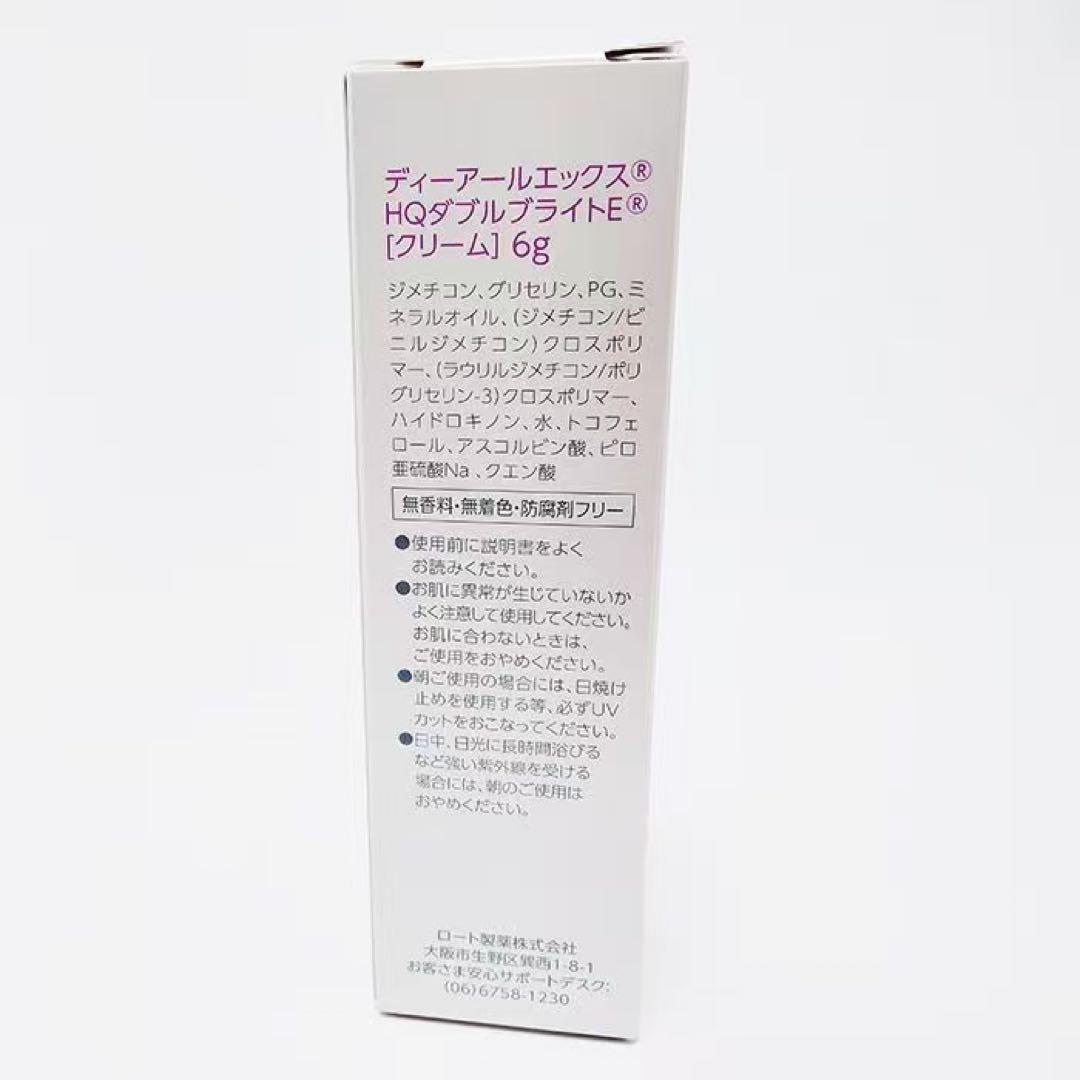 ディーアールエックス®
HQダブルブライトE®
[クリーム] 6g
ジメチコン、グリセリン、PG、ミ
ネラルオイル、(ジメチコン/ビ
ニルジメチコン)クロスポリ
マー、(ラウリルジメチコン/ポリ
グリセリン-3)クロスポリマー、
ハイドロキノン、水、トコフェ
ロール、アスコルビン酸、ピロ
亜硫酸Na、クエン酸
無香料・無着色・防腐剤フリー
●使用前に説明書をよく
お読みください。
●お肌に異常が生じていないか
よく注意して使用してください。
お肌に合わないときは、
ご使用をおやめください。
●朝ご使用の場合には、日焼け
止めを使用する等、必ずUV
カットをおこなってください。
●日中、日光に長時間浴びる
など強い紫外線を受ける
場合には、朝のご使用は
おやめください。
ロート製薬株式会社
大阪市生野区巽西1-8-1
お客さま安心サポートデスク:
(06)6758-1230